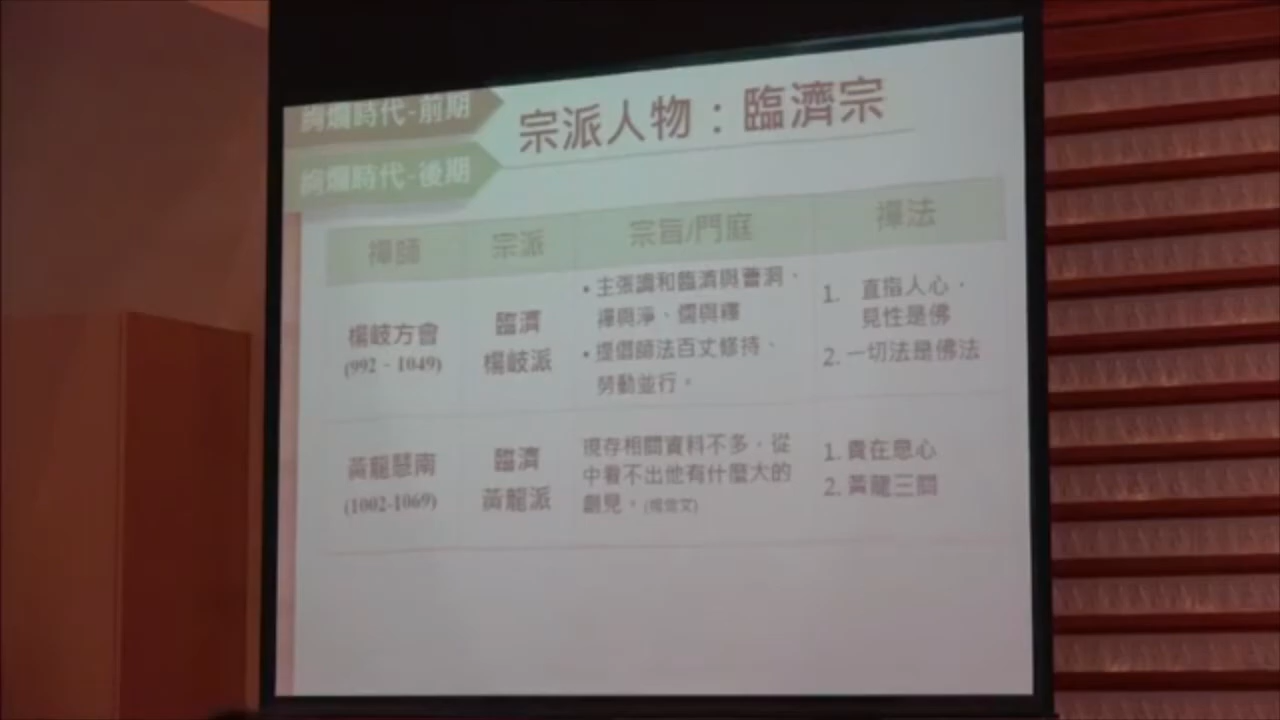 絢爛時代-前期
絢爛時代-後期
宗派人物：臨濟宗
禪師
宗派
宗旨/門庭
禪法
楊岐方會
(992 - 1049)
臨濟
楊岐派
• 主張調和臨濟與曹洞、
禪與淨、儒與釋
• 提倡師法百丈修持、
勞動並行。
1. 直指人心，
見性是佛
2. 一切法是佛法
黃龍慧南
(1002-1069)
臨濟
黃龍派
現存相關資料不多，從
中看不出他有什麼大的
創見。(楊曾文)
1. 貴在息心
2. 黃龍三關